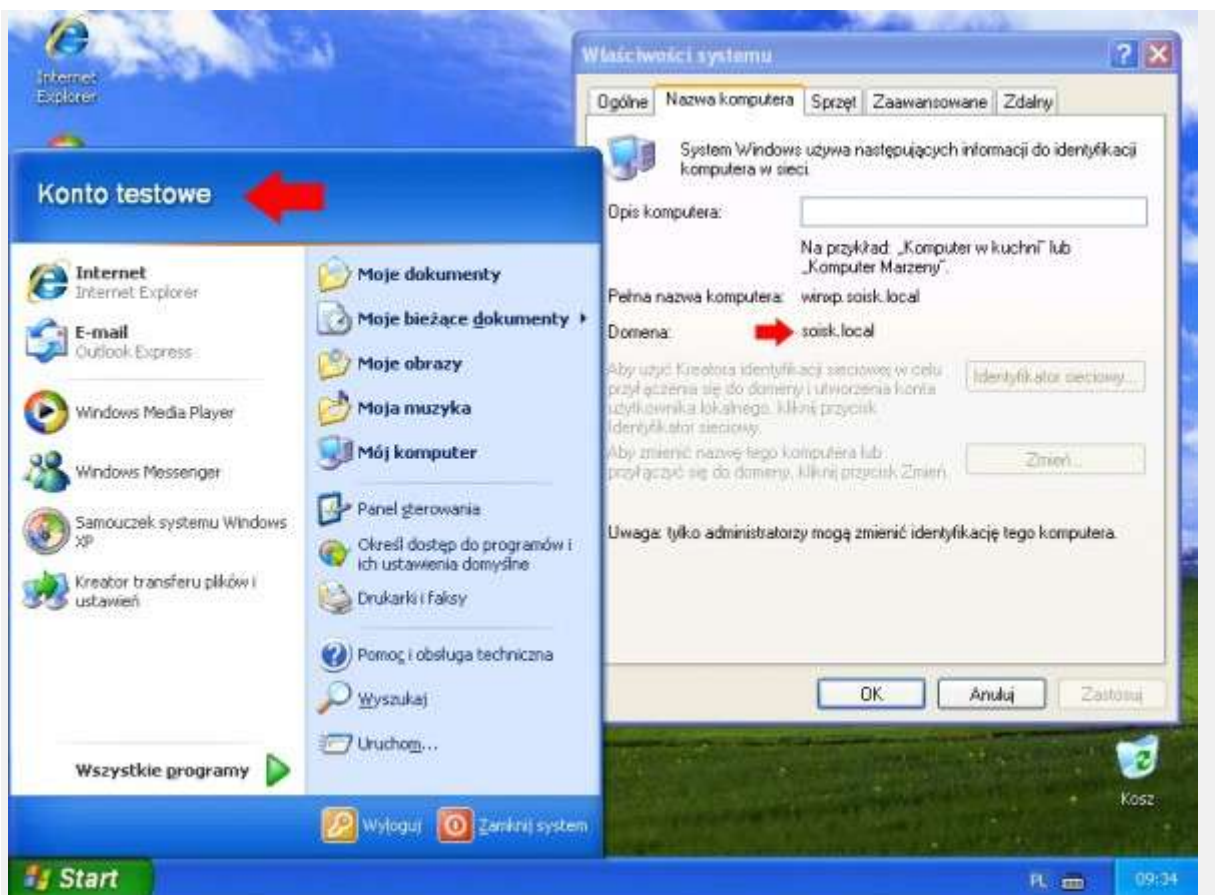 Internet
Explorer
Konto testowe
Internet
Internet Explorer
E-mail
Outlook Express
Windows Media Player
Windows Messenger
Samouczek systemu Windows
XP
Kreator transferu plików i
ustawień
Wszystkie programy
Moje dokumenty
Moje bieżące dokumenty
Moje obrazy
Moja muzyka
Mój komputer
Panel sterowania
Określ dostęp do programów i
ich ustawienia domyślne
Drukarki i faksy
Pomoc i obsługa techniczna
Wyszukaj
Uruchom...
Wyloguj
Zamknij system
Właściwości systemu
Ogólne
Nazwa komputera
Sprzęt
Zaawansowane
Zdalny
System Windows używa następujących informacji do identyfikacji
komputera w sieci.
Opis komputera:
Na przykład: „Komputer w kuchni” lub
„Komputer Marzeny”.
Pełna nazwa komputera: winxp.soisk.local
Domena: soisk.local
Aby użyć Kreatora identyfikacji sieciowej w celu
przyłączenia się do domeny i utworzenia konta
użytkownika lokalnego, kliknij przycisk
Identyfikator sieciowy.
Identyfikator sieciowy...
Aby zmienić nazwę tego komputera lub
przyłączyć się do domeny, kliknij przycisk Zmień.
Zmień...
Uwaga: tylko administratorzy mogą zmienić identyfikację tego komputera.
OK
Anuluj
Zastosuj
Kosz
Start
PL
09:34